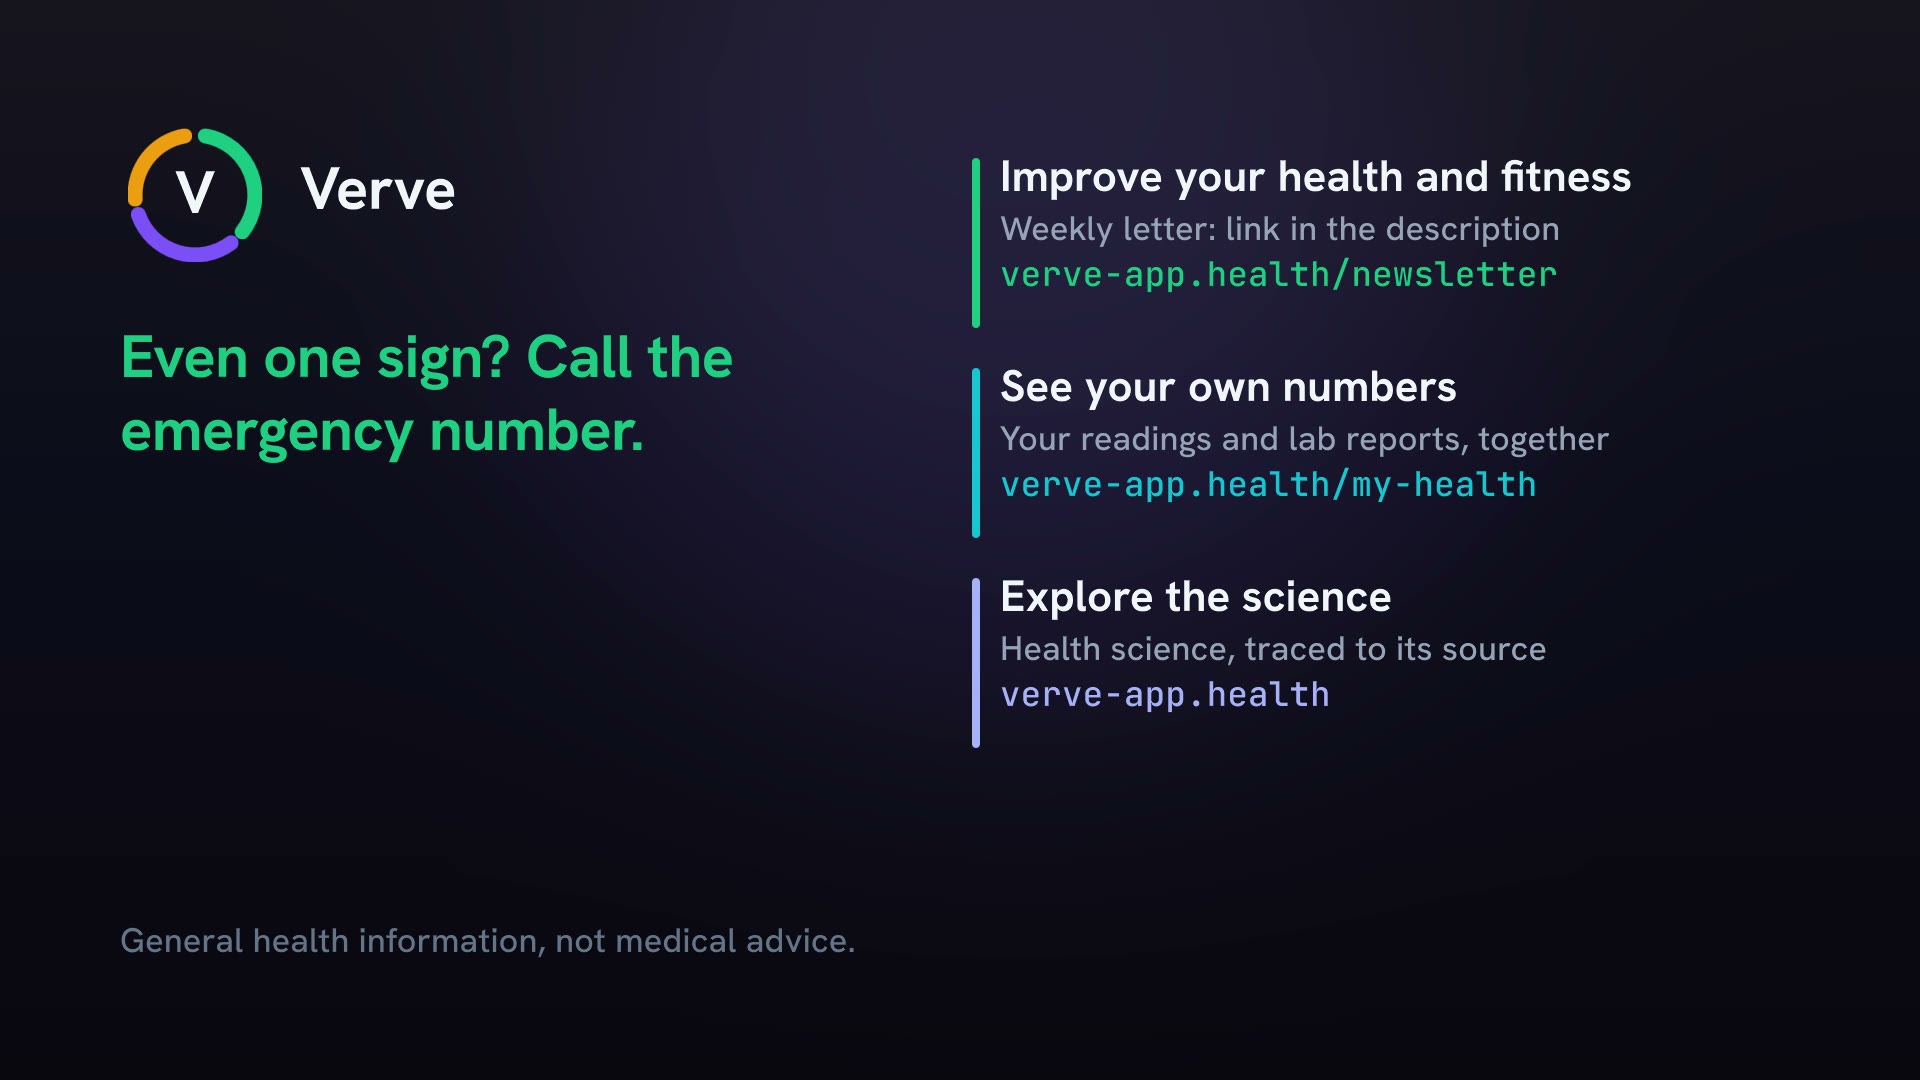 V
Verve
Even one sign? Call the
emergency number.
Improve your health and fitness
Weekly letter: link in the description
verve-app.health/newsletter
See your own numbers
Your readings and lab reports, together
verve-app.health/my-health
Explore the science
Health science, traced to its source
verve-app.health
General health information, not medical advice.